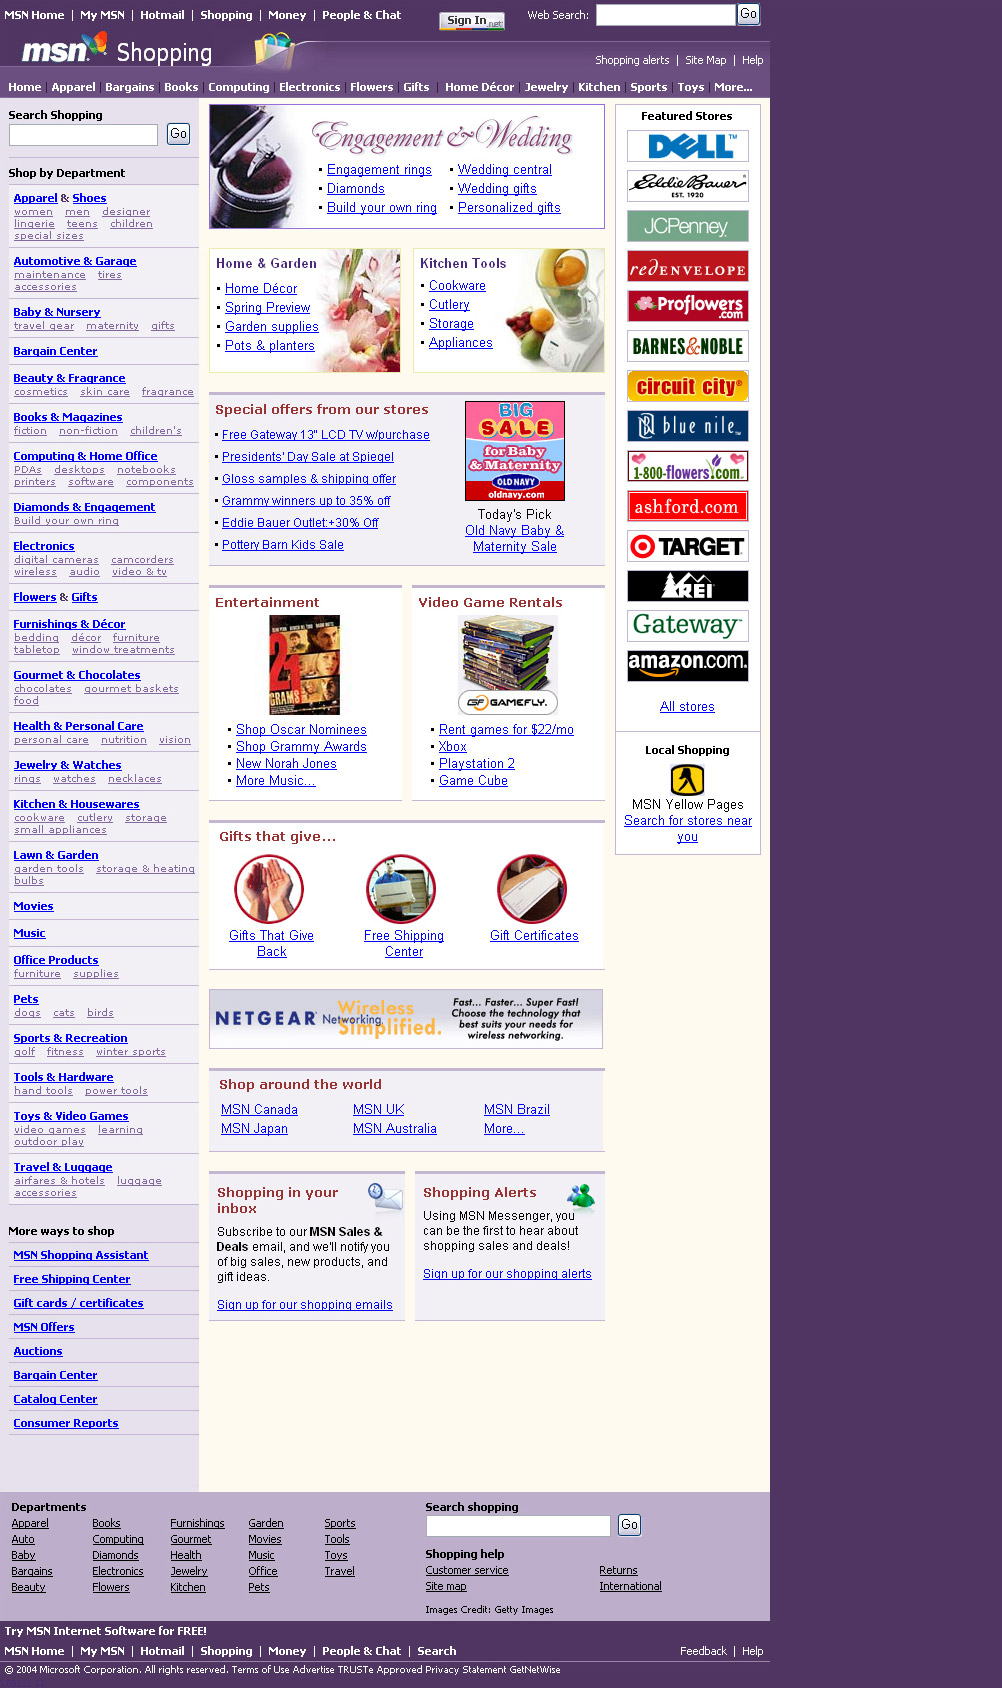 MSN Home | My MSN | Hotmail | Shopping | Money | People & Chat
Sign In .net
Web Search: Go
msn Shopping
Shopping alerts | Site Map | Help
Home | Apparel | Bargains | Books | Computing | Electronics | Flowers | Gifts | Home Décor | Jewelry | Kitchen | Sports | Toys | More...
Search Shopping
Go
Shop by Department
Apparel & Shoes
women men designer
lingerie teens children
special sizes
Automotive & Garage
maintenance tires
accessories
Baby & Nursery
travel gear maternity gifts
Bargain Center
Beauty & Fragrance
cosmetics skin care fragrance
Books & Magazines
fiction non-fiction children's
Computing & Home Office
PDAs desktops notebooks
printers software components
Diamonds & Engagement
Build your own ring
Electronics
digital cameras camcorders
wireless audio video & tv
Flowers & Gifts
Furnishings & Décor
bedding décor furniture
tabletop window treatments
Gourmet & Chocolates
chocolates gourmet baskets
food
Health & Personal Care
personal care nutrition vision
Jewelry & Watches
rings watches necklaces
Kitchen & Housewares
cookware cutlery storage
small appliances
Lawn & Garden
garden tools storage & heating
bulbs
Movies
Music
Office Products
furniture supplies
Pets
dogs cats birds
Sports & Recreation
golf fitness winter sports
Tools & Hardware
hand tools power tools
Toys & Video Games
video games learning
outdoor play
Travel & Luggage
airfares & hotels luggage
accessories
More ways to shop
MSN Shopping Assistant
Free Shipping Center
Gift cards / certificates
MSN Offers
Auctions
Bargain Center
Catalog Center
Consumer Reports
Engagement & Wedding
• Engagement rings • Wedding central
• Diamonds • Wedding gifts
• Build your own ring • Personalized gifts
Home & Garden
• Home Décor
• Spring Preview
• Garden supplies
• Pots & planters
Kitchen Tools
• Cookware
• Cutlery
• Storage
• Appliances
Special offers from our stores
• Free Gateway 13" LCD TV w/purchase
• Presidents' Day Sale at Spiegel
• Gloss samples & shipping offer
• Grammy winners up to 35% off
• Eddie Bauer Outlet:+30% Off
• Pottery Barn Kids Sale
BIG
SALE
for Baby
& Maternity
OLD NAVY
oldnavy.com
Today's Pick
Old Navy Baby &
Maternity Sale
Entertainment
21
GRAMS
• Shop Oscar Nominees
• Shop Grammy Awards
• New Norah Jones
• More Music...
Video Game Rentals
GF GAMEFLY.
• Rent games for $22/mo
• Xbox
• Playstation 2
• Game Cube
Gifts that give...
Gifts That Give
Back
Free Shipping
Center
Gift Certificates
NETGEAR Networking
Wireless
Simplified.
Fast... Faster... Super Fast!
Choose the technology that
best suits your needs for
wireless networking.
Shop around the world
MSN Canada MSN UK MSN Brazil
MSN Japan MSN Australia More...
Shopping in your
inbox
Subscribe to our MSN Sales &
Deals email, and we'll notify you
of big sales, new products, and
gift ideas.
Sign up for our shopping emails
Shopping Alerts
Using MSN Messenger, you
can be the first to hear about
shopping sales and deals!
Sign up for our shopping alerts
Featured Stores
DELL™
Eddie Bauer
EST. 1920
JCPenney
redENVELOPE
Proflowers
.com
BARNES&NOBLE
circuit city®
blue nile™
1-800-flowers.com
ashford.com
TARGET
REI
Gateway™
amazon.com.
All stores
Local Shopping
MSN Yellow Pages
Search for stores near
you
Departments
Apparel Books Furnishings Garden Sports
Auto Computing Gourmet Movies Tools
Baby Diamonds Health Music Toys
Bargains Electronics Jewelry Office Travel
Beauty Flowers Kitchen Pets
Search shopping
Go
Shopping help
Customer service Returns
Site map International
Images Credit: Getty Images
Try MSN Internet Software for FREE!
MSN Home | My MSN | Hotmail | Shopping | Money | People & Chat | Search
Feedback | Help
© 2004 Microsoft Corporation. All rights reserved. Terms of Use Advertise TRUSTe Approved Privacy Statement GetNetWise